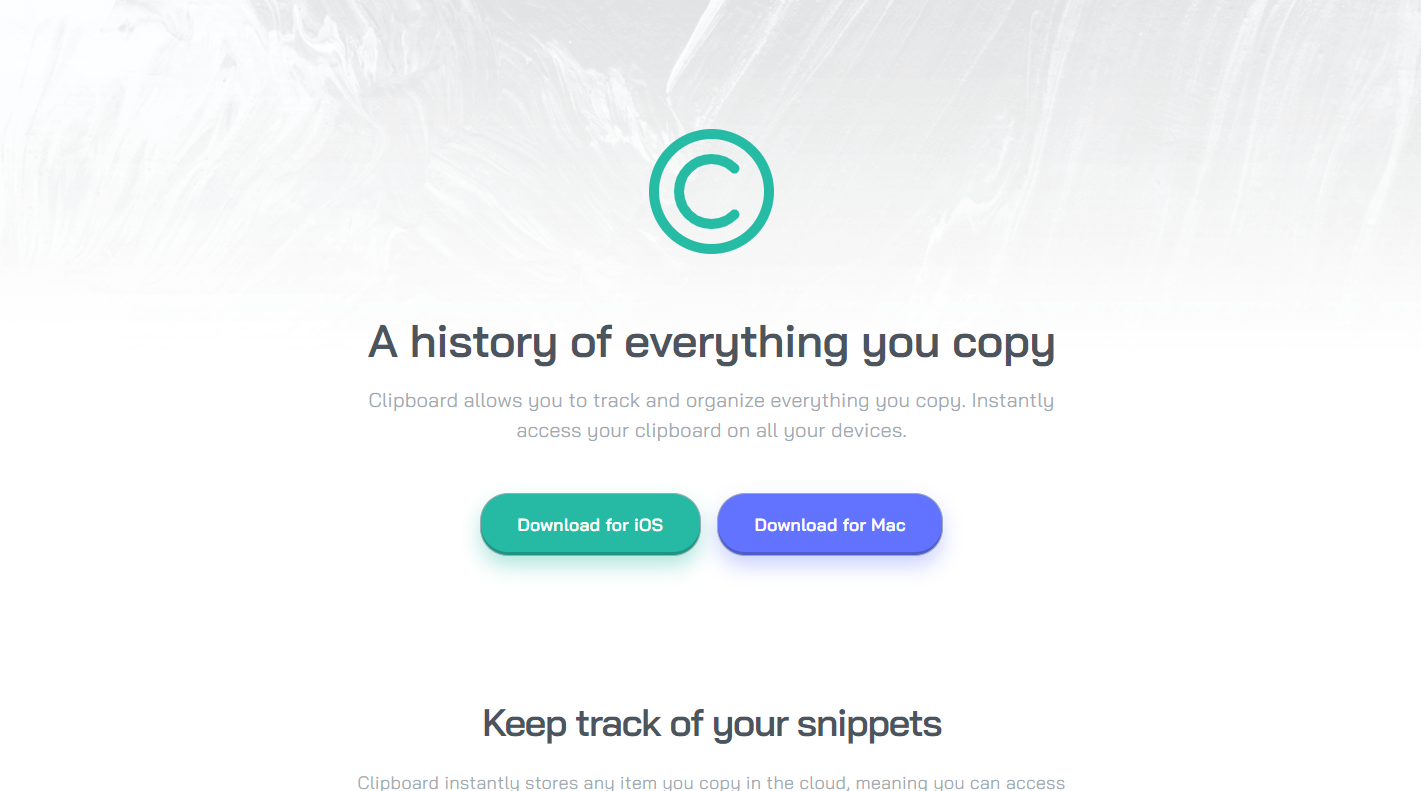 A history of everything you copy
Clipboard allows you to track and organize everything you copy. Instantly
access your clipboard on all your devices.
Download for iOS
Download for Mac
Keep track of your snippets
Clipboard instantly stores any item you copy in the cloud, meaning you can access